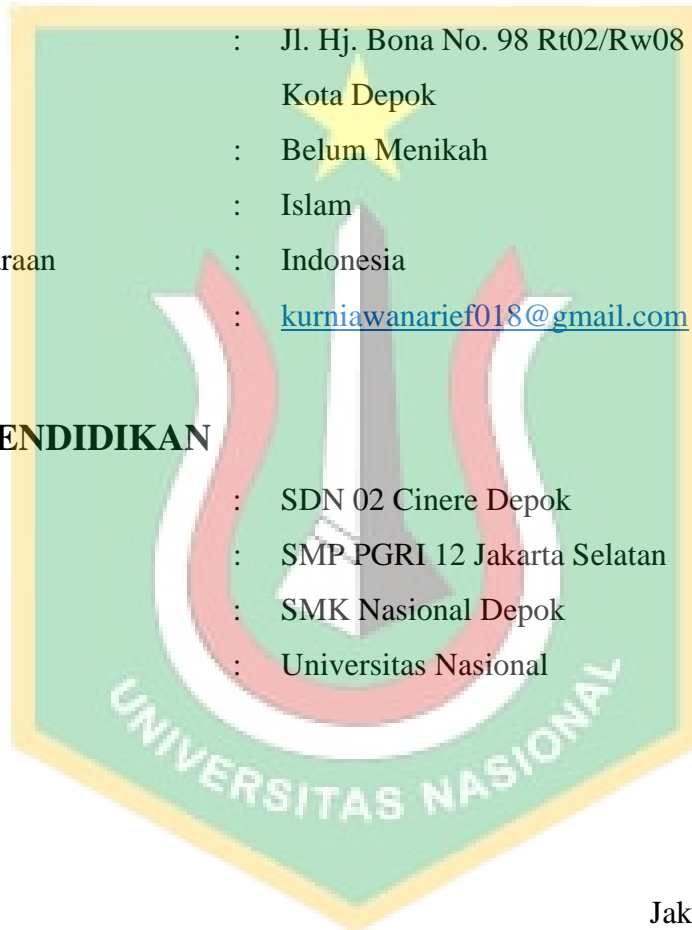 : Jl. Hj. Bona No. 98 Rt02/Rw08
Kota Depok
: Belum Menikah
: Islam
raan : Indonesia
: kurniawanarief018@gmail.com
ENDIDIKAN
: SDN 02 Cinere Depok
: SMP PGRI 12 Jakarta Selatan
: SMK Nasional Depok
: Universitas Nasional
UNIVERSITAS NASIONAL
Jak